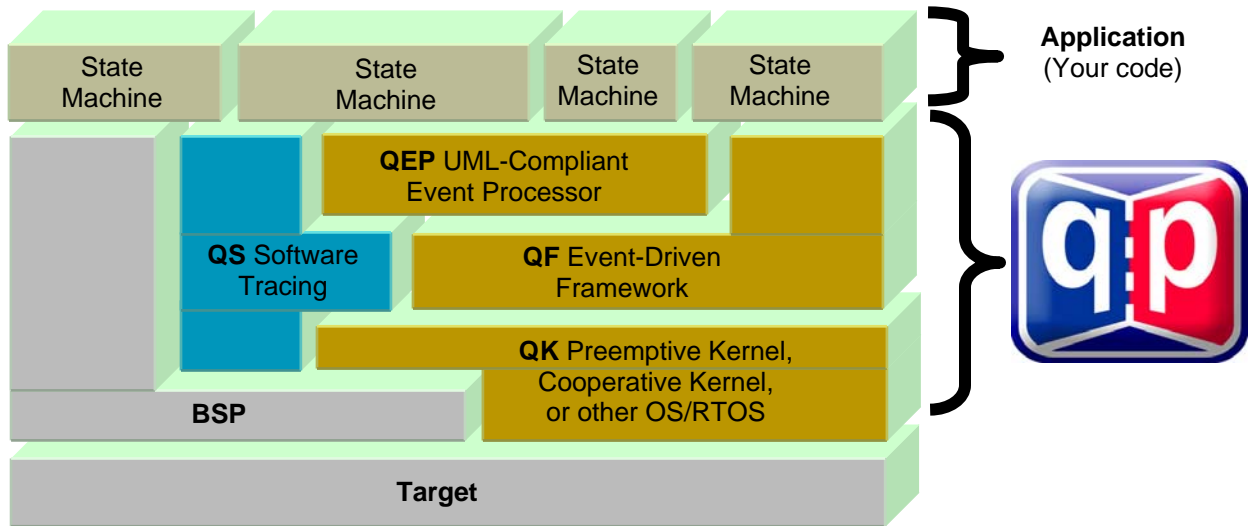 State
Machine
State
Machine
State
Machine
State
Machine
Application
(Your code)
QEP UML-Compliant
Event Processor
QS Software
Tracing
QF Event-Driven
Framework
qp
QK Preemptive Kernel,
Cooperative Kernel,
or other OS/RTOS
BSP
Target